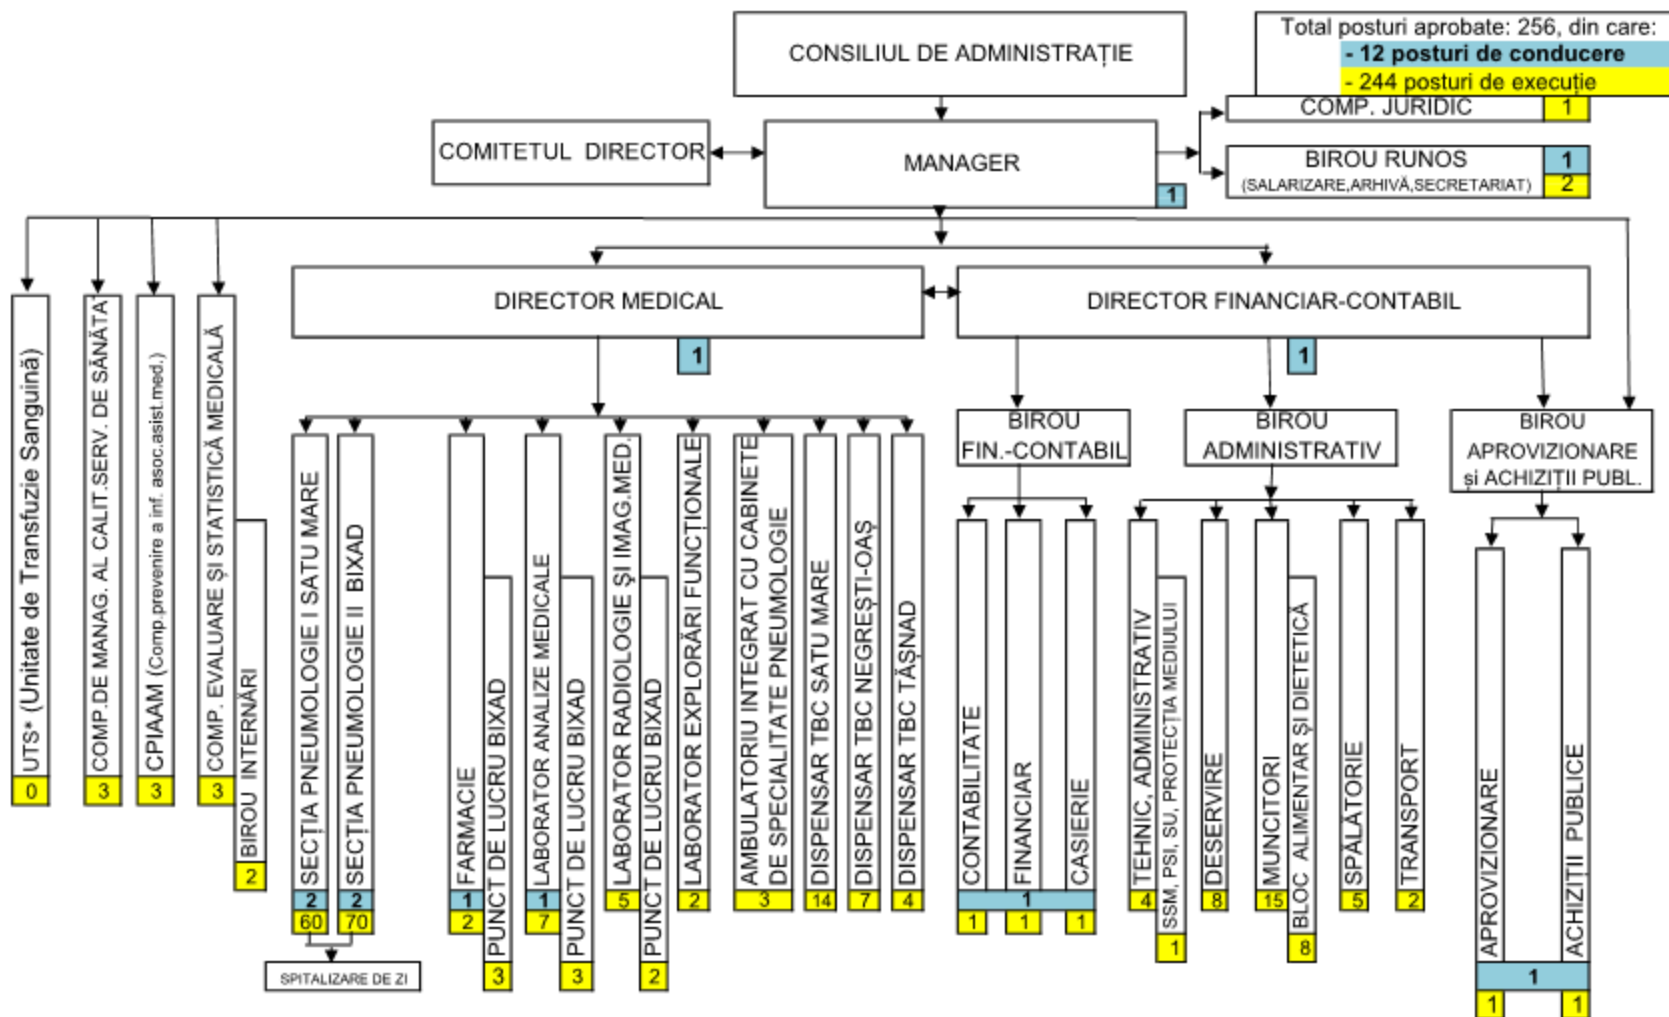 CONSILIUL DE ADMINISTRAȚIE
Total posturi aprobate: 256, din care:
- 12 posturi de conducere
- 244 posturi de execuție
COMP. JURIDIC
1
COMITETUL DIRECTOR
MANAGER
1
BIROU RUNOS
1
(SALARIZARE,ARHIVĂ,SECRETARIAT)
2
DIRECTOR MEDICAL
1
DIRECTOR FINANCIAR-CONTABIL
1
UTS* (Unitate de Transfuzie Sanguină)
0
COMP.DE MANAG. AL CALIT.SERV. DE SĂNĂTA
3
CPIAAM (Comp.prevenire a inf. asoc.asist.med.)
3
COMP. EVALUARE ȘI STATISTICĂ MEDICALĂ
3
BIROU INTERNĂRI
2
SECȚIA PNEUMOLOGIE I SATU MARE
2
60
SECȚIA PNEUMOLOGIE II BIXAD
2
70
SPITALIZARE DE ZI
FARMACIE
1
2
PUNCT DE LUCRU BIXAD
3
LABORATOR ANALIZE MEDICALE
1
7
PUNCT DE LUCRU BIXAD
3
LABORATOR RADIOLOGIE ŞI IMAG.MED.
5
PUNCT DE LUCRU BIXAD
2
LABORATOR EXPLORĂRI FUNCȚIONALE
2
AMBULATORIU INTEGRAT CU CABINETE
DE SPECIALITATE PNEUMOLOGIE
3
DISPENSAR TBC SATU MARE
14
DISPENSAR TBC NEGREȘTI-OAȘ
7
DISPENSAR TBC TĂȘNAD
4
BIROU
FIN.-CONTABIL
CONTABILITATE
FINANCIAR
CASIERIE
1
1
1
1
BIROU
ADMINISTRATIV
TEHNIC, ADMINISTRATIV
4
SSM, PSI, SU, PROTECȚIA MEDIULUI
1
DESERVIRE
8
MUNCITORI
15
BLOC ALIMENTAR ȘI DIETETICĂ
8
SPĂLĂTORIE
5
TRANSPORT
2
BIROU
APROVIZIONARE
și ACHIZIȚII PUBL.
APROVIZIONARE
ACHIZIȚII PUBLICE
1
1
1